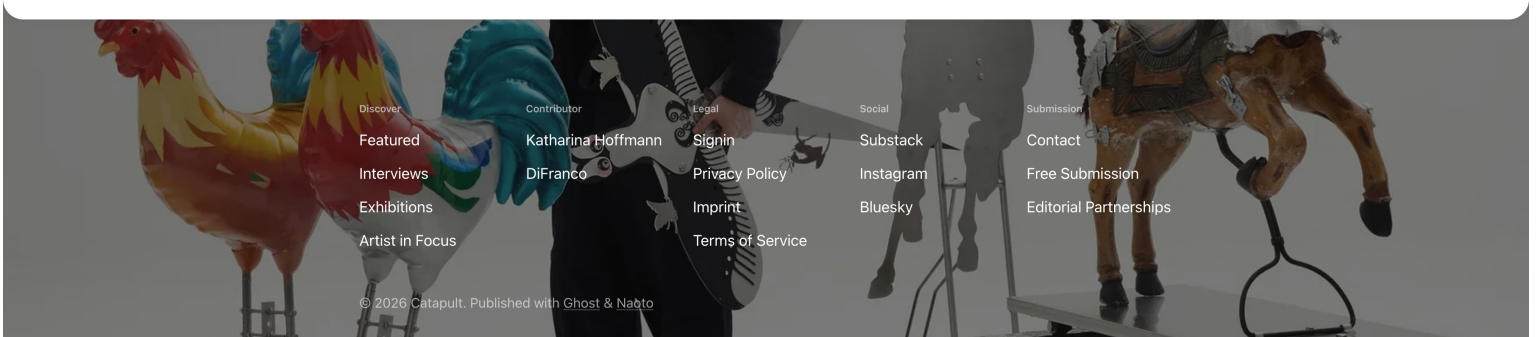 Discover
Featured
Interviews
Exhibitions
Artist in Focus
Contributor
Katharina Hoffmann
DiFranco
Legal
Signin
Privacy Policy
Imprint
Terms of Service
Social
Substack
Instagram
Bluesky
Submission
Contact
Free Submission
Editorial Partnerships
© 2026 Catapult. Published with Ghost & Naoto